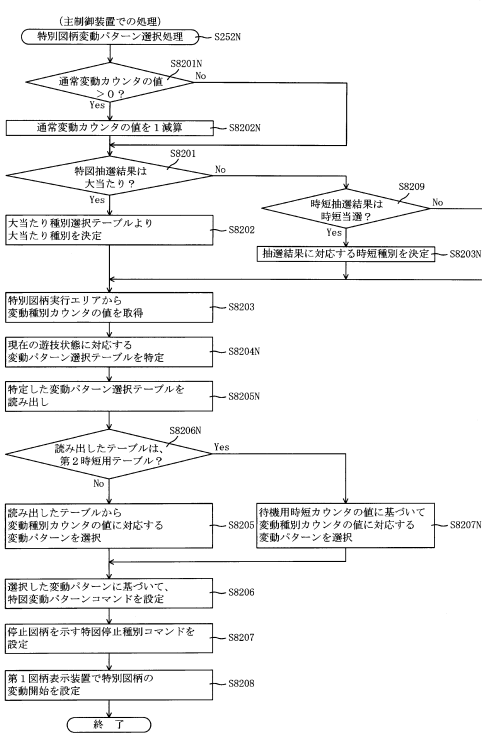 (主制御装置での処理)
特別図柄変動パターン選択処理
S252N
通常変動カウンタの値
>0?
S8201N
No
Yes
通常変動カウンタの値を1減算
S8202N
特図抽選結果は
大当たり?
S8201
No
Yes
時短抽選結果は
時短当選?
S8209
No
Yes
大当たり種別選択テーブルより
大当たり種別を決定
S8202
抽選結果に対応する時短種別を決定
S8203N
特別図柄実行エリアから
変動種別カウンタの値を取得
S8203
現在の遊技状態に対応する
変動パターン選択テーブルを特定
S8204N
特定した変動パターン選択テーブルを
読み出し
S8205N
読み出したテーブルは、
第2時短用テーブル?
S8206N
Yes
No
読み出したテーブルから
変動種別カウンタの値に対応する
変動パターンを選択
S8205
待機用時短カウンタの値に基づいて
変動種別カウンタの値に対応する
変動パターンを選択
S8207N
選択した変動パターンに基づいて、
特図変動パターンコマンドを設定
S8206
停止図柄を示す特図停止種別コマンドを
設定
S8207
第1図柄表示装置で特別図柄の
変動開始を設定
S8208
終 了